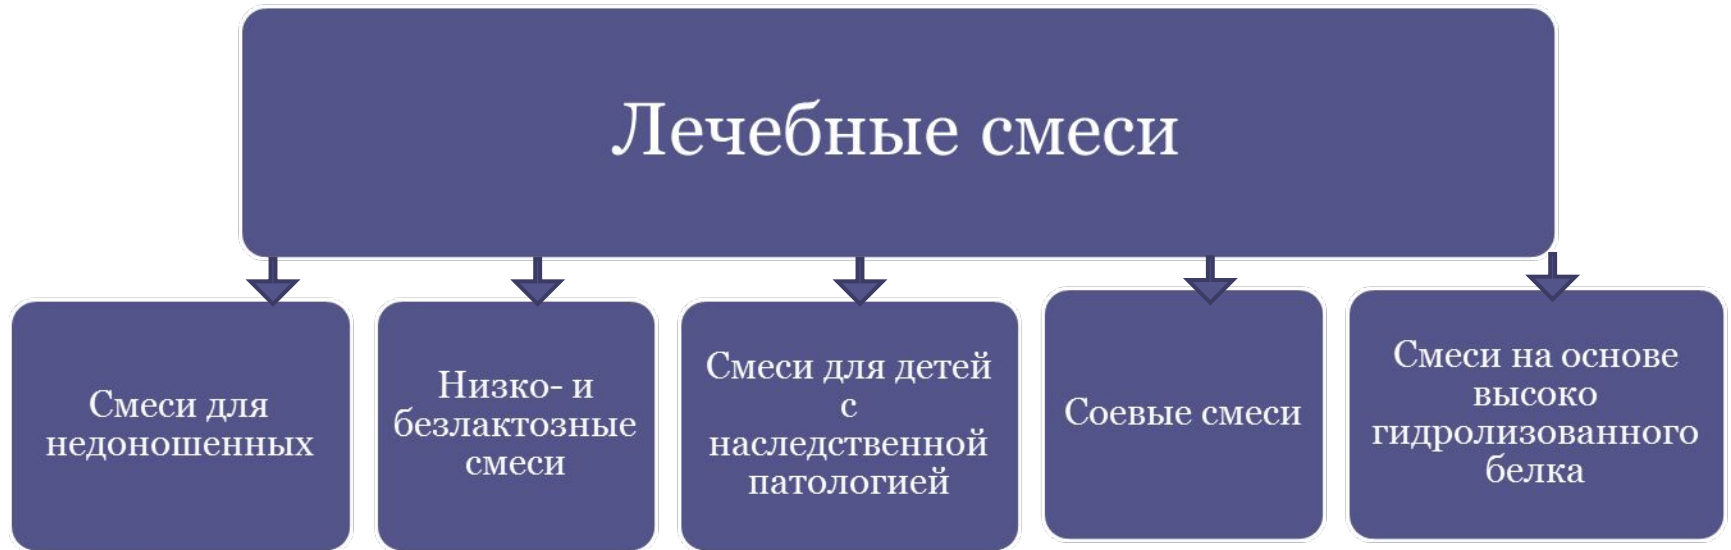 Лечебные смеси
Смеси для
недоношенных
Низко- и
безлактозные
смеси
Смеси для детей
с
наследственной
патологией
Соевые смеси
Смеси на основе
высоко
гидролизованного
белка